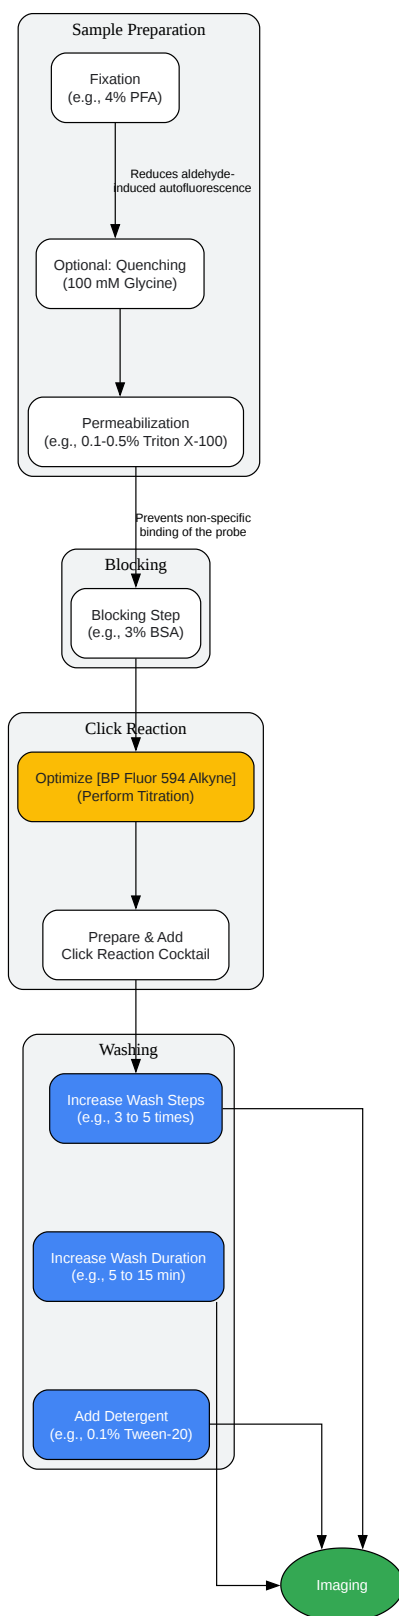 Sample Preparation
Fixation
(e.g., 4% PFA)
Reduces aldehyde-
induced autofluorescence
Optional: Quenching
(100 mM Glycine)
Permeabilization
(e.g., 0.1-0.5% Triton X-100)
Prevents non-specific
binding of the probe
Blocking
Blocking Step
(e.g., 3% BSA)
Click Reaction
Optimize [BP Fluor 594 Alkyne]
(Perform Titration)
Prepare & Add
Click Reaction Cocktail
Washing
Increase Wash Steps
(e.g., 3 to 5 times)
Increase Wash Duration
(e.g., 5 to 15 min)
Add Detergent
(e.g., 0.1% Tween-20)
Imaging